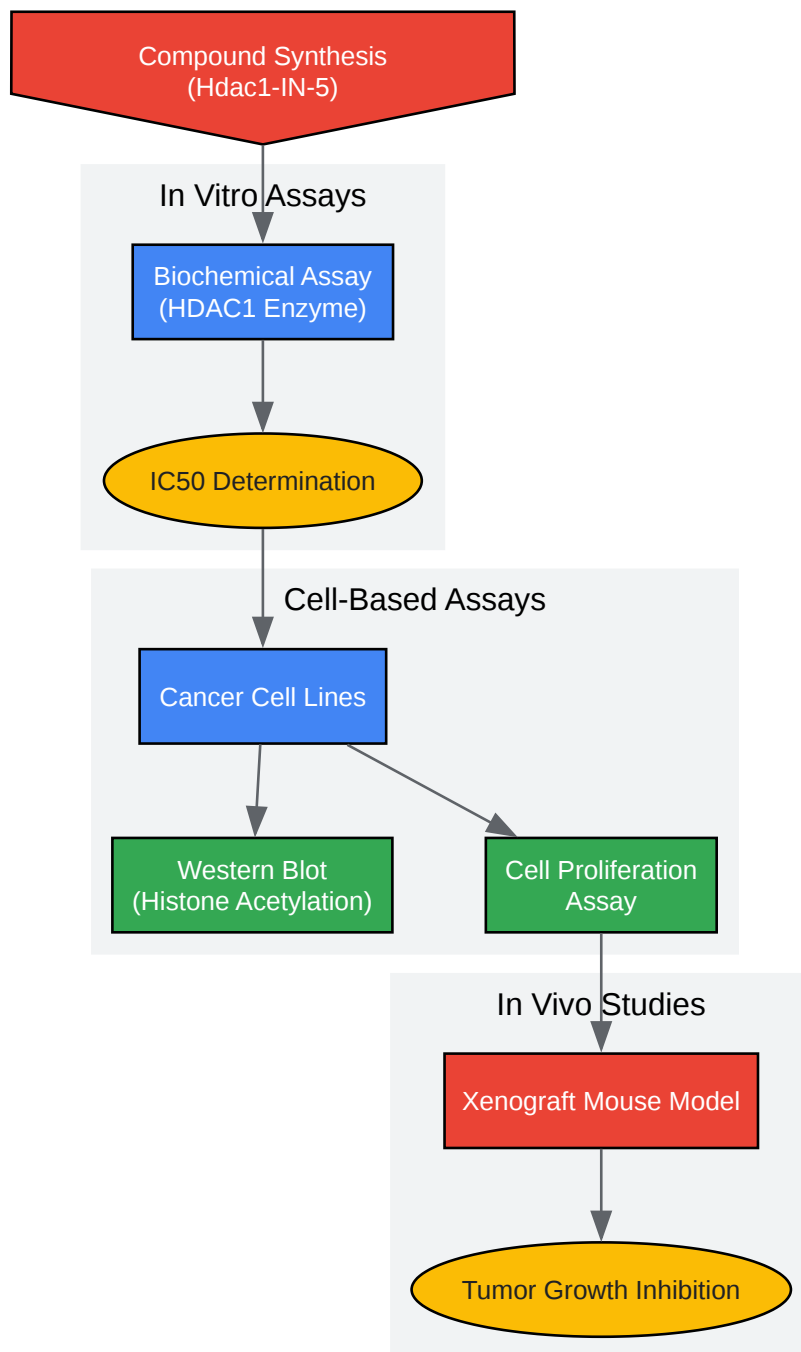 Compound Synthesis
(Hdac1-IN-5)
In Vitro Assays
Biochemical Assay
(HDAC1 Enzyme)
IC50 Determination
Cell-Based Assays
Cancer Cell Lines
Western Blot
(Histone Acetylation)
Cell Proliferation
Assay
In Vivo Studies
Xenograft Mouse Model
Tumor Growth Inhibition